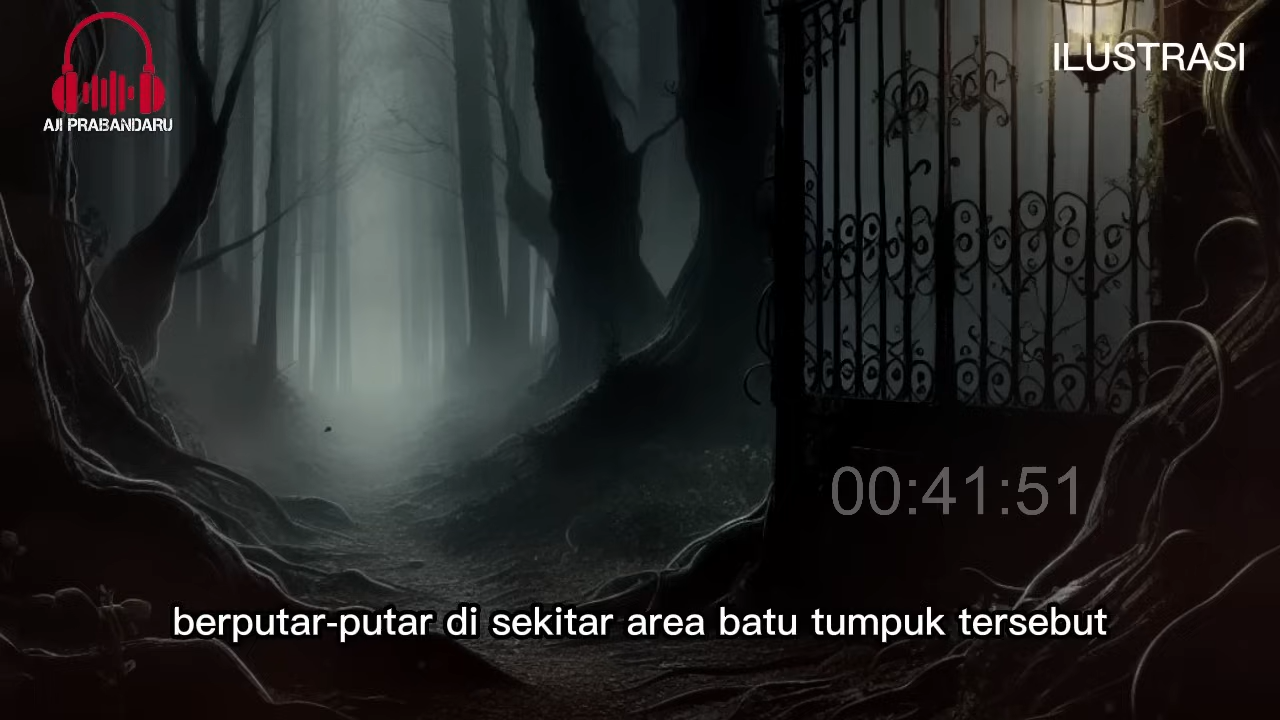 AJI PRABANDARU
ILUSTRASI
00:41:51
berputar-putar di sekitar area batu tumpuk tersebut